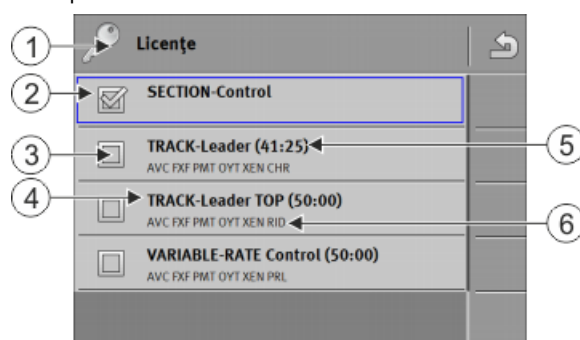 1
Licenţe
2
SECTION-Control
3
TRACK-Leader (41:25)
5
AVC FXF PMT OYT XEN CHR
4
TRACK-Leader TOP (50:00)
AVC FXF PMT OYT XEN RID
6
VARIABLE-RATE Control (50:00)
AVC FXF PMT OYT XEN PRL